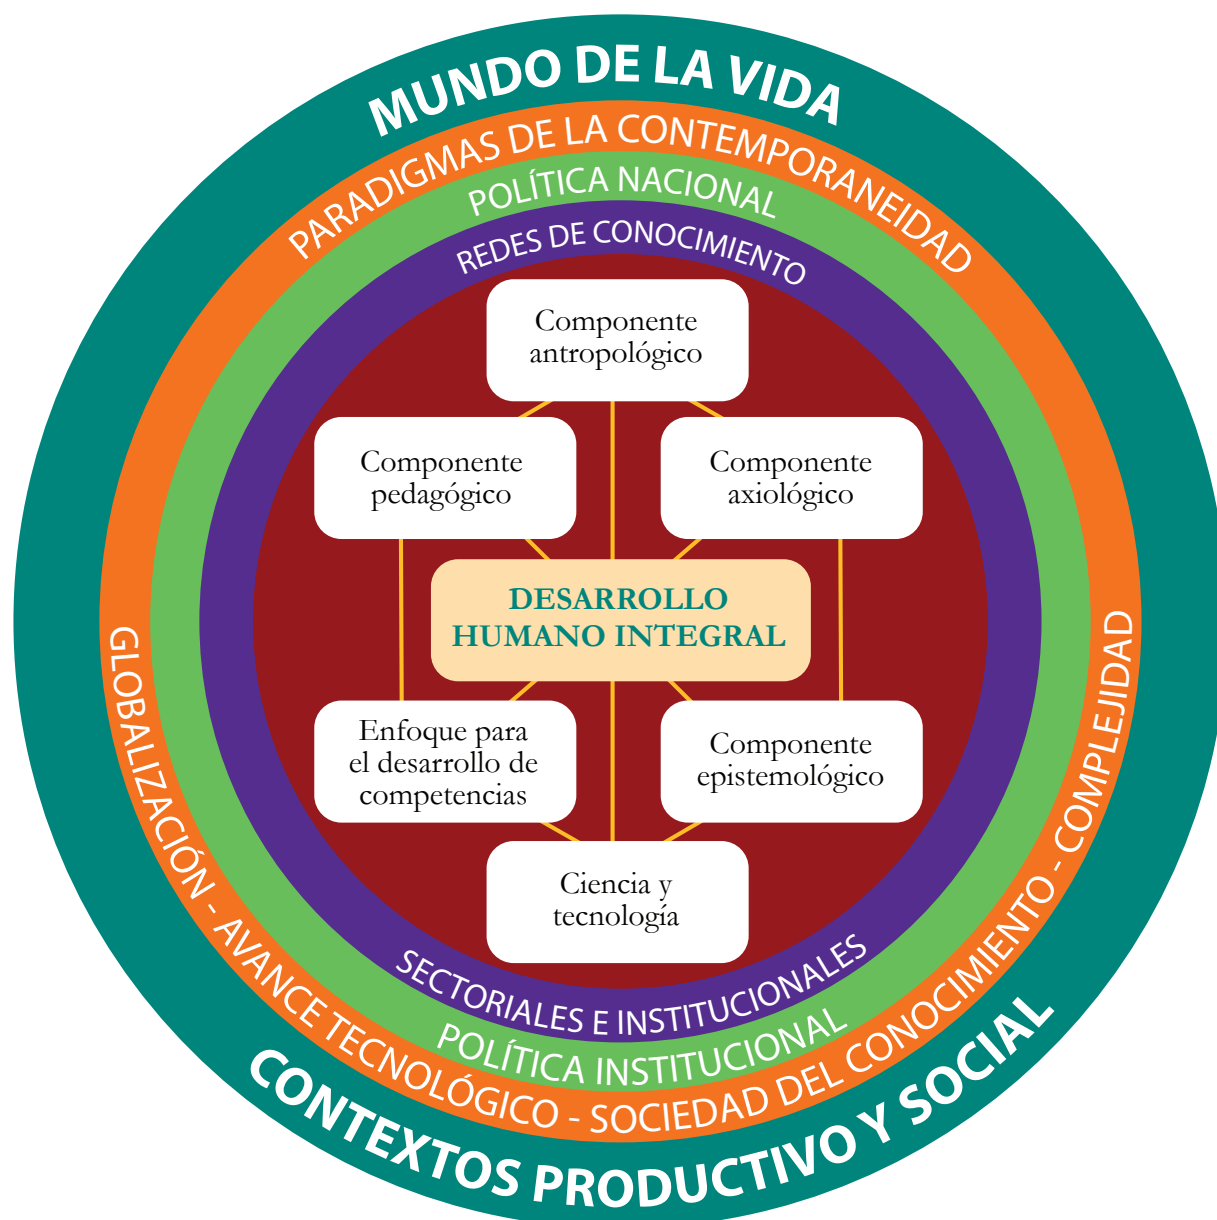 MUNDO DE LA VIDA
PARADIGMAS DE LA CONTEMPORANEIDAD
POLÍTICA NACIONAL
REDES DE CONOCIMIENTO
Componente
antropológico
Componente
pedagógico
Componente
axiológico
DESARROLLO
HUMANO INTEGRAL
Enfoque para
el desarrollo de
competencias
Componente
epistemológico
Ciencia y
tecnología
SECTORIALES E INSTITUCIONALES
POLÍTICA INSTITUCIONAL
GLOBALIZACIÓN - AVANCE TECNOLÓGICO - SOCIEDAD DEL CONOCIMIENTO - COMPLEJIDAD
CONTEXTOS PRODUCTIVO Y SOCIAL